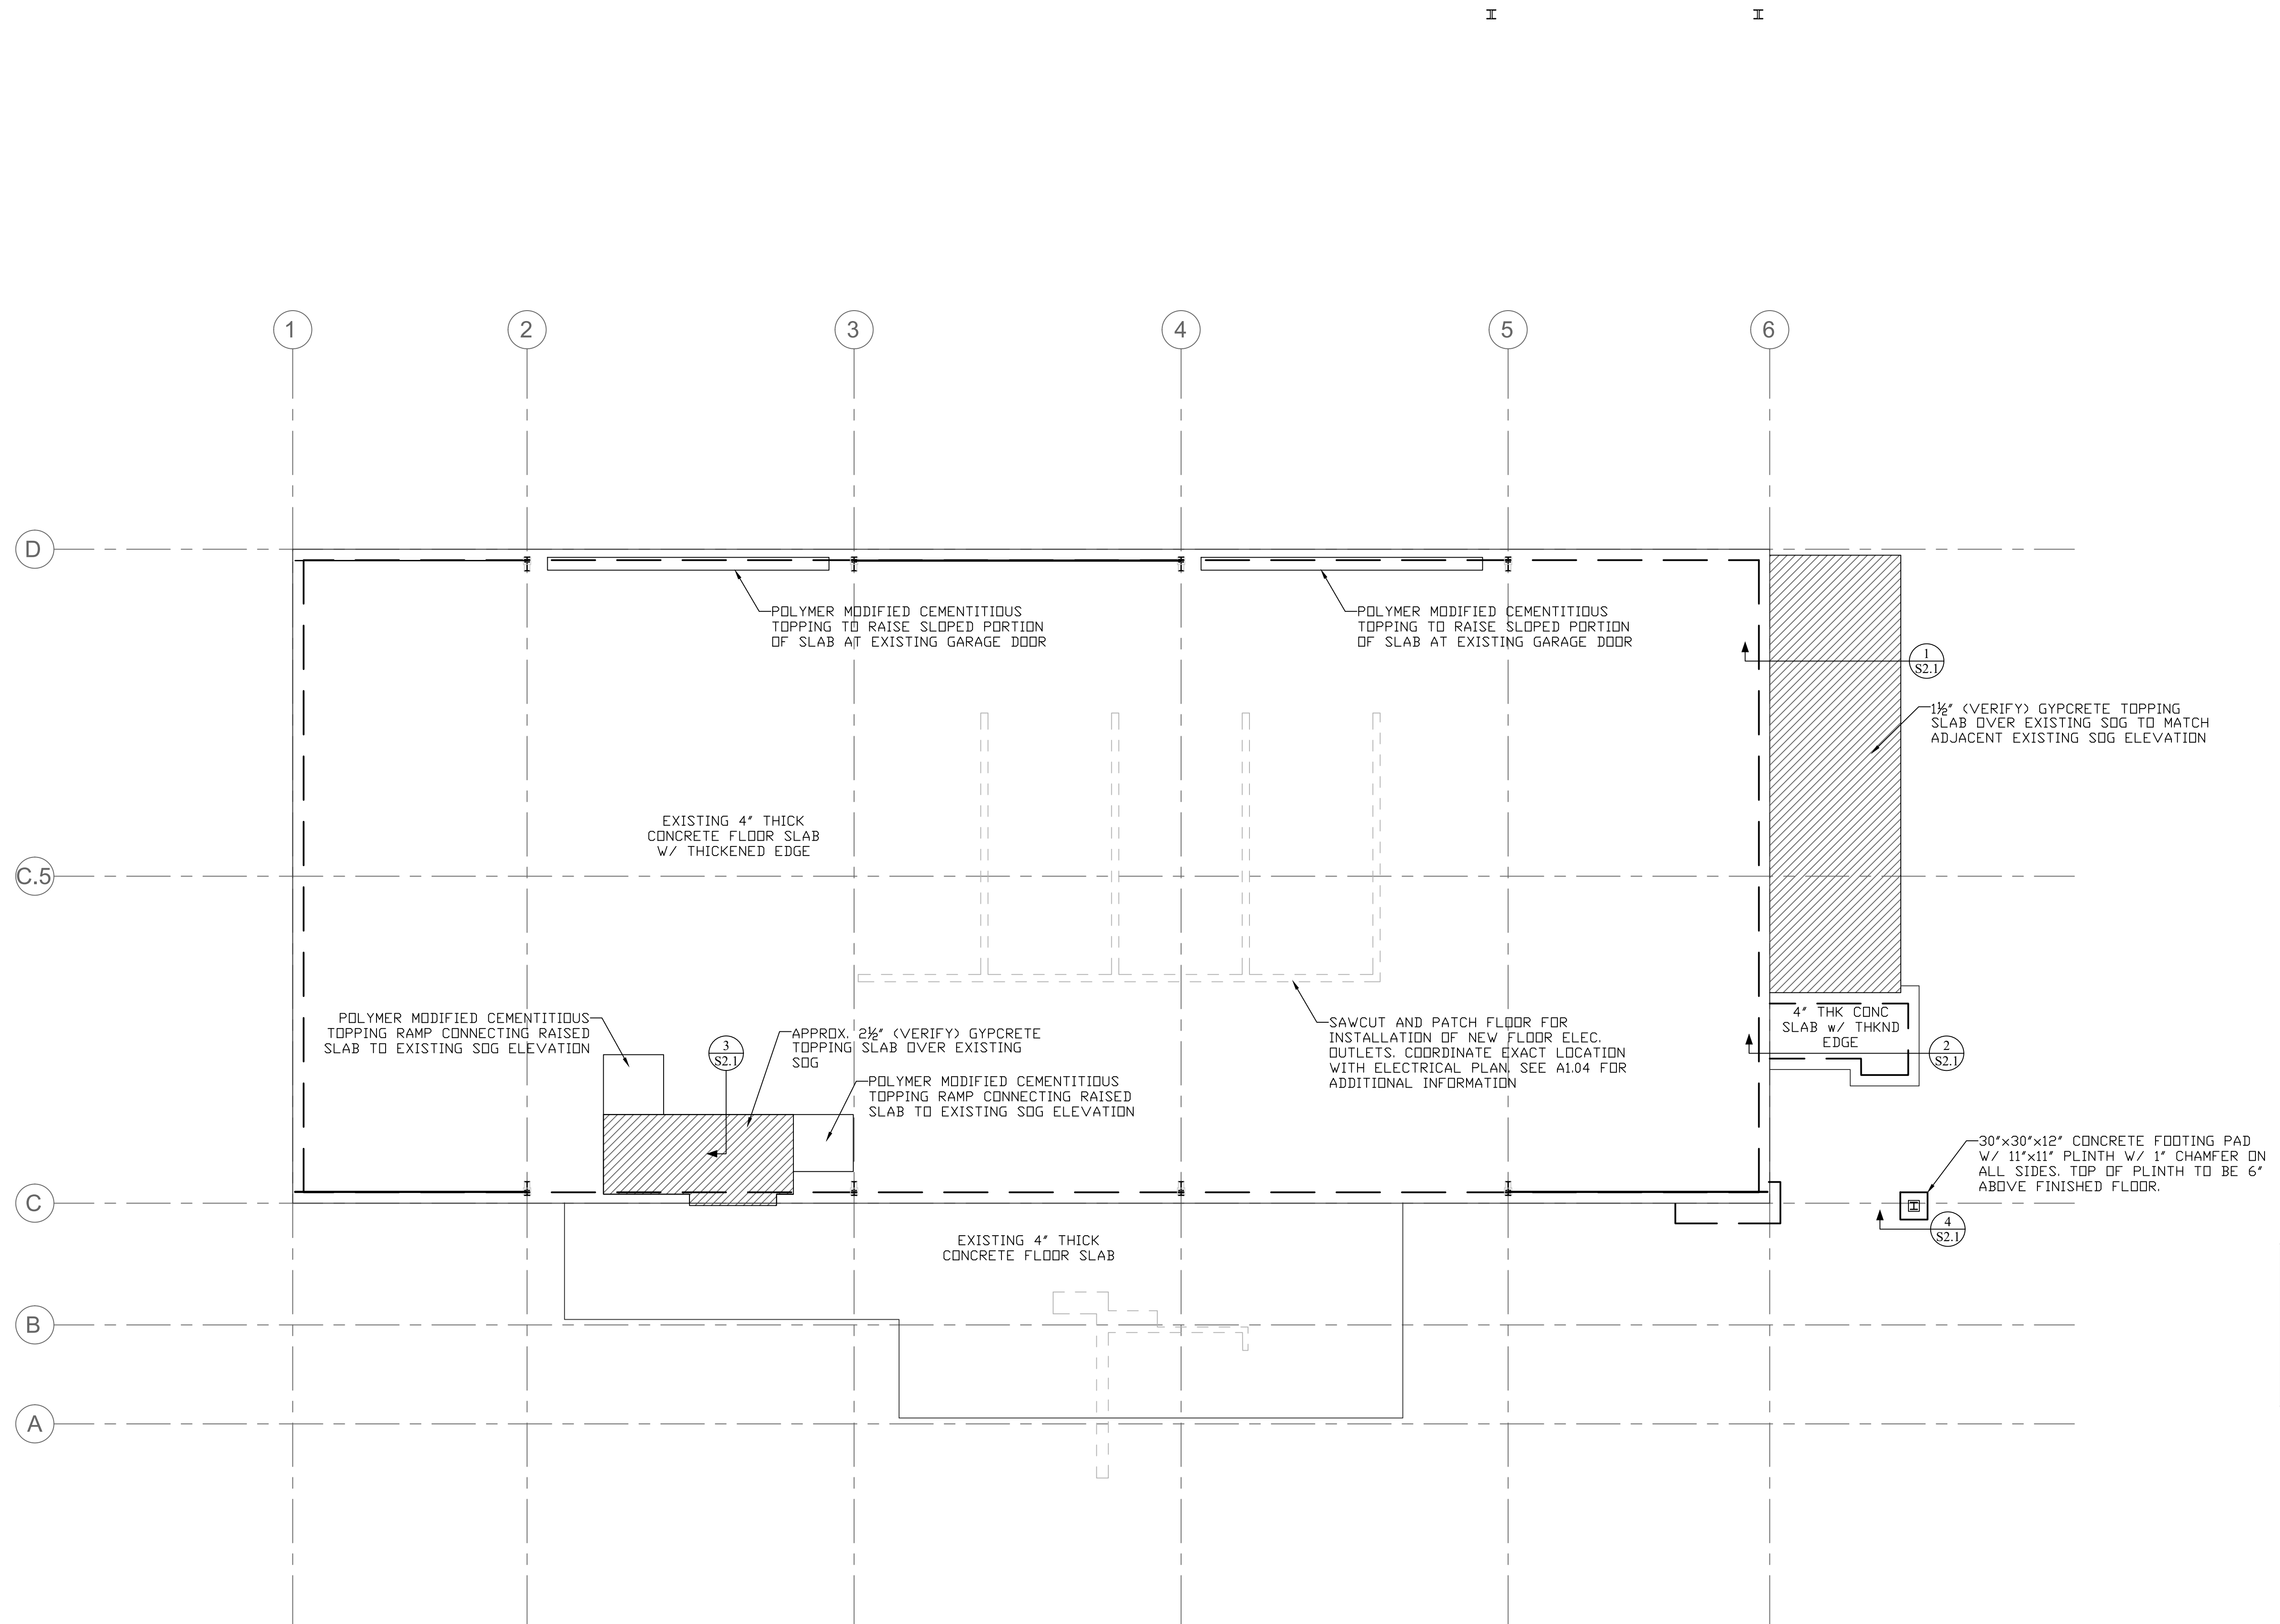 1
2
3
4
5
6
D
POLYMER MODIFIED CEMENTITIOUS
TOPPING TO RAISE SLOPED PORTION
OF SLAB AT EXISTING GARAGE DOOR
POLYMER MODIFIED CEMENTITIOUS
TOPPING TO RAISE SLOPED PORTION
OF SLAB AT EXISTING GARAGE DOOR
1
S2.1
1½" (VERIFY) GYPCRETE TOPPING
SLAB OVER EXISTING SOG TO MATCH
ADJACENT EXISTING SOG ELEVATION
EXISTING 4" THICK
CONCRETE FLOOR SLAB
W/ THICKENED EDGE
C.5
POLYMER MODIFIED CEMENTITIOUS
TOPPING RAMP CONNECTING RAISED
SLAB TO EXISTING SOG ELEVATION
3
S2.1
APPROX. 2½" (VERIFY) GYPCRETE
TOPPING SLAB OVER EXISTING
SOG
POLYMER MODIFIED CEMENTITIOUS
TOPPING RAMP CONNECTING RAISED
SLAB TO EXISTING SOG ELEVATION
SAWCUT AND PATCH FLOOR FOR
INSTALLATION OF NEW FLOOR ELEC.
OUTLETS. COORDINATE EXACT LOCATION
WITH ELECTRICAL PLAN. SEE A1.04 FOR
ADDITIONAL INFORMATION
4" THK CONC
SLAB w/ THKND
EDGE
2
S2.1
30"x30"x12" CONCRETE FOOTING PAD
W/ 11"x11" PLINTH W/ 1" CHAMFER ON
ALL SIDES. TOP OF PLINTH TO BE 6"
ABOVE FINISHED FLOOR.
C
4
S2.1
EXISTING 4" THICK
CONCRETE FLOOR SLAB
B
A